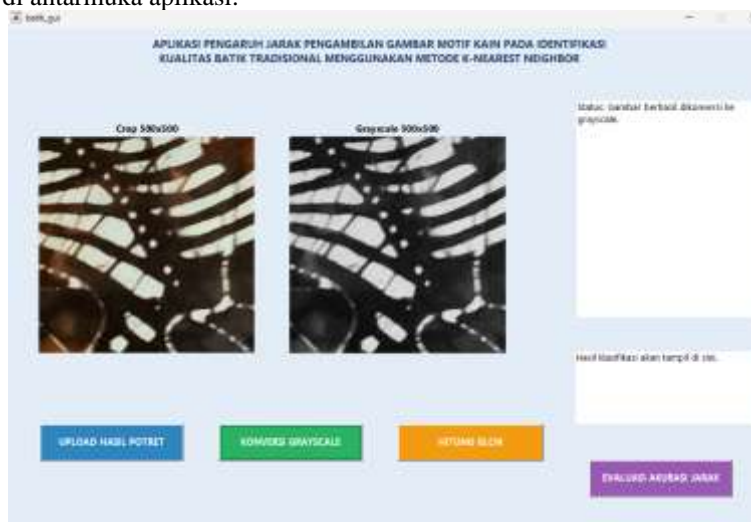 di antarmuka aplikasi.
batik_gui
APLIKASI PENGARUH JARAK PENGAMBILAN GAMBAR MOTIF KAIN PADA IDENTIFIKASI
KUALITAS BATIK TRADISIONAL MENGGUNAKAN METODE K-NEAREST NEIGHBOR
Crop 500x500
Grayscale 500x500
Status: Gambar berhasil dikonversi ke
grayscale.
Hasil klasifikasi akan tampil di sini.
UPLOAD HASIL POTRET
KONVERSI GRAYSCALE
HITUNG GLCM
EVALUASI AKURASI JARAK